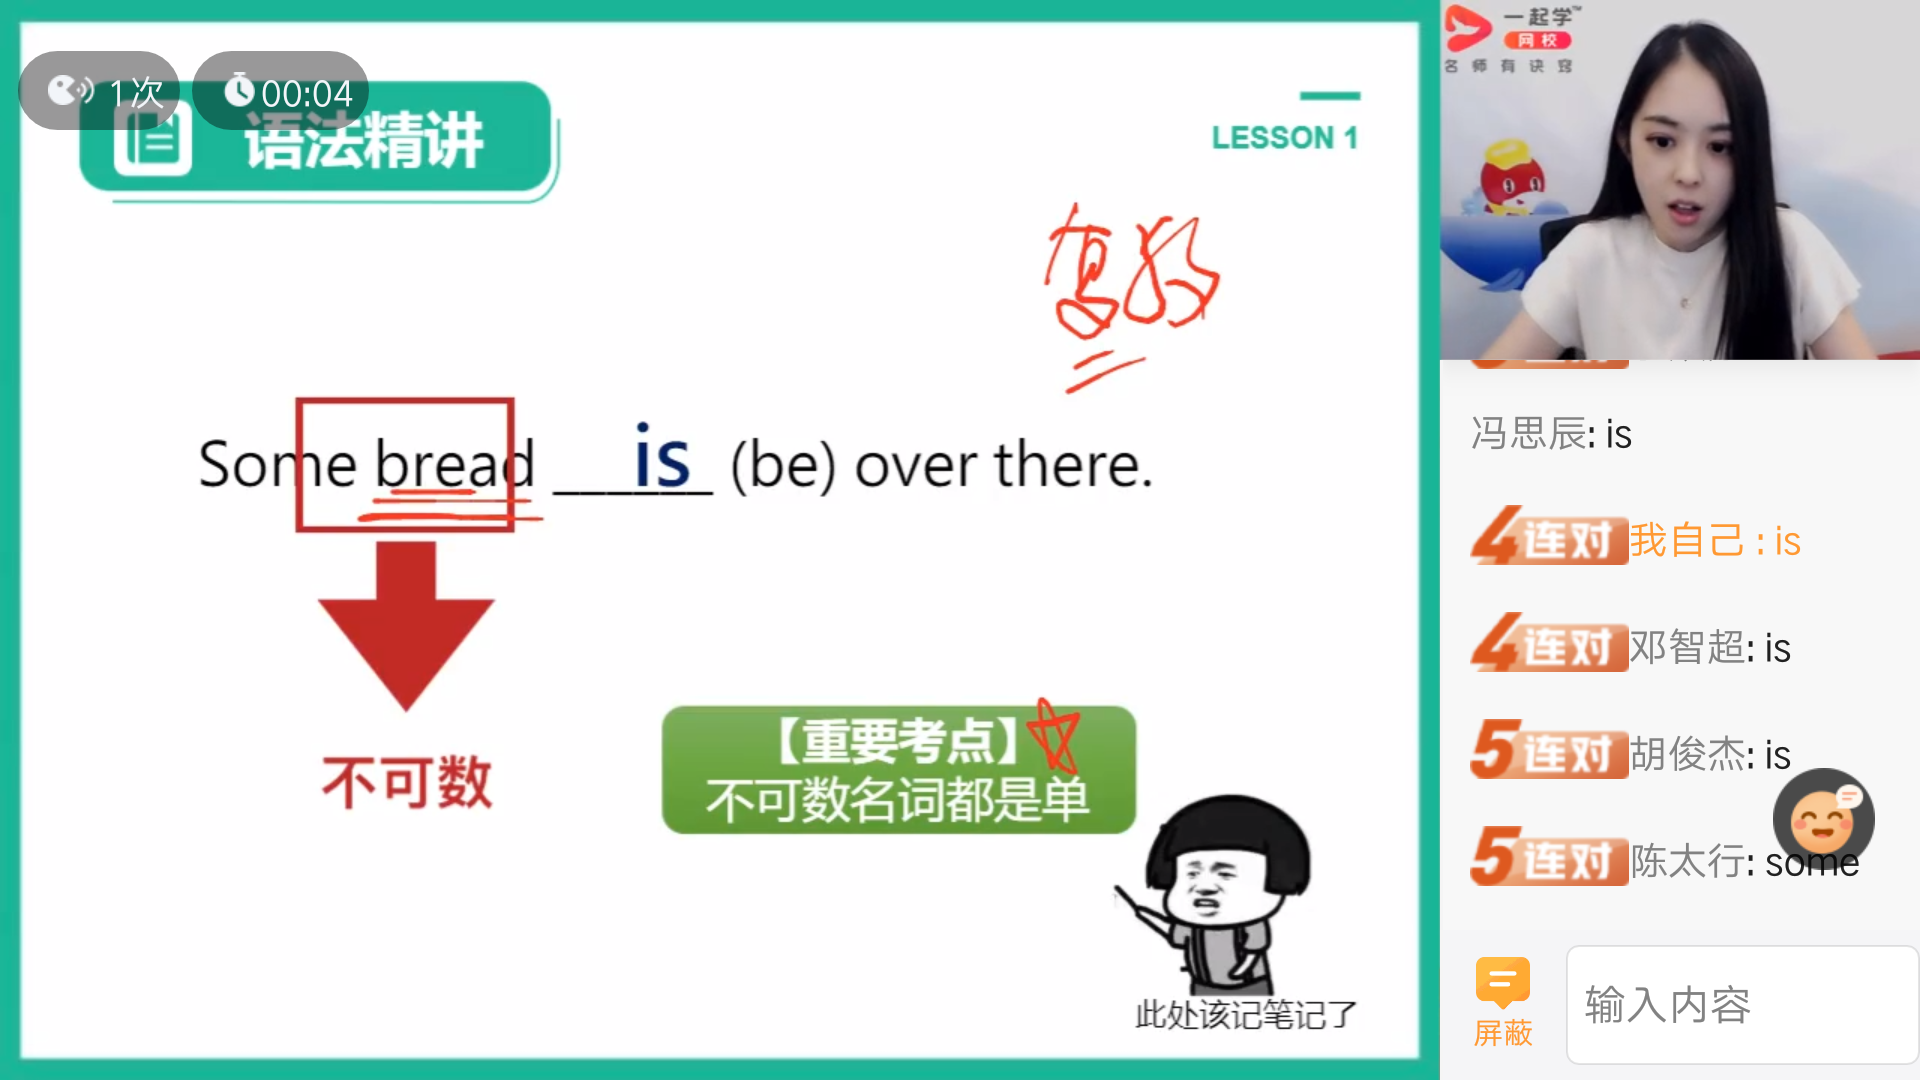 1次
00:04
语法精讲
LESSON 1
复数
Some bread ______ is (be) over there.
不可数
【重要考点】
不可数名词都是单
此处该记笔记了
一起学™
网校
名师有诀窍
冯思辰: is
4连对 我自己 : is
4连对 邓智超: is
5连对 胡俊杰: is
5连对 陈太行: some
屏蔽
输入内容